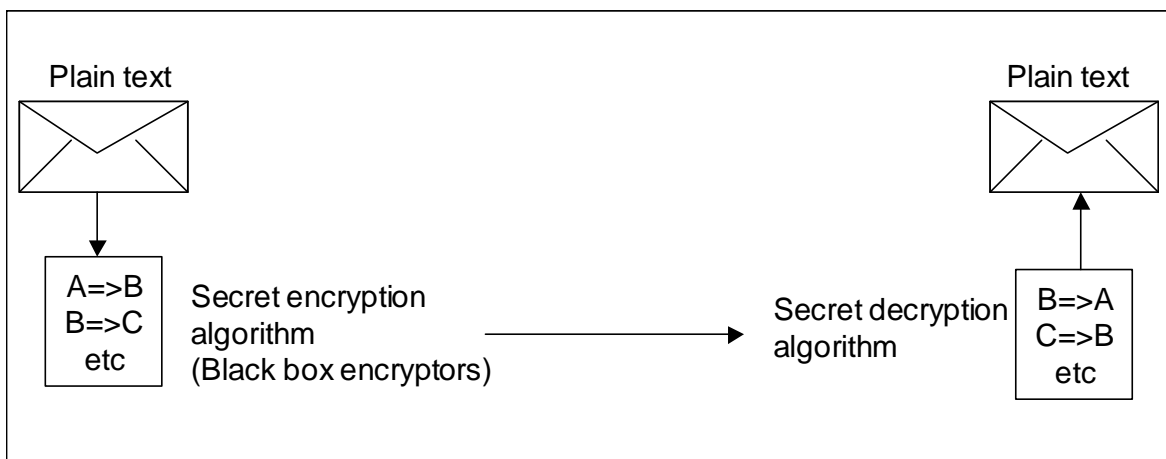 Plain text
A=>B
B=>C
etc
Secret encryption
algorithm
(Black box encryptors)
Plain text
Secret decryption
algorithm
B=>A
C=>B
etc